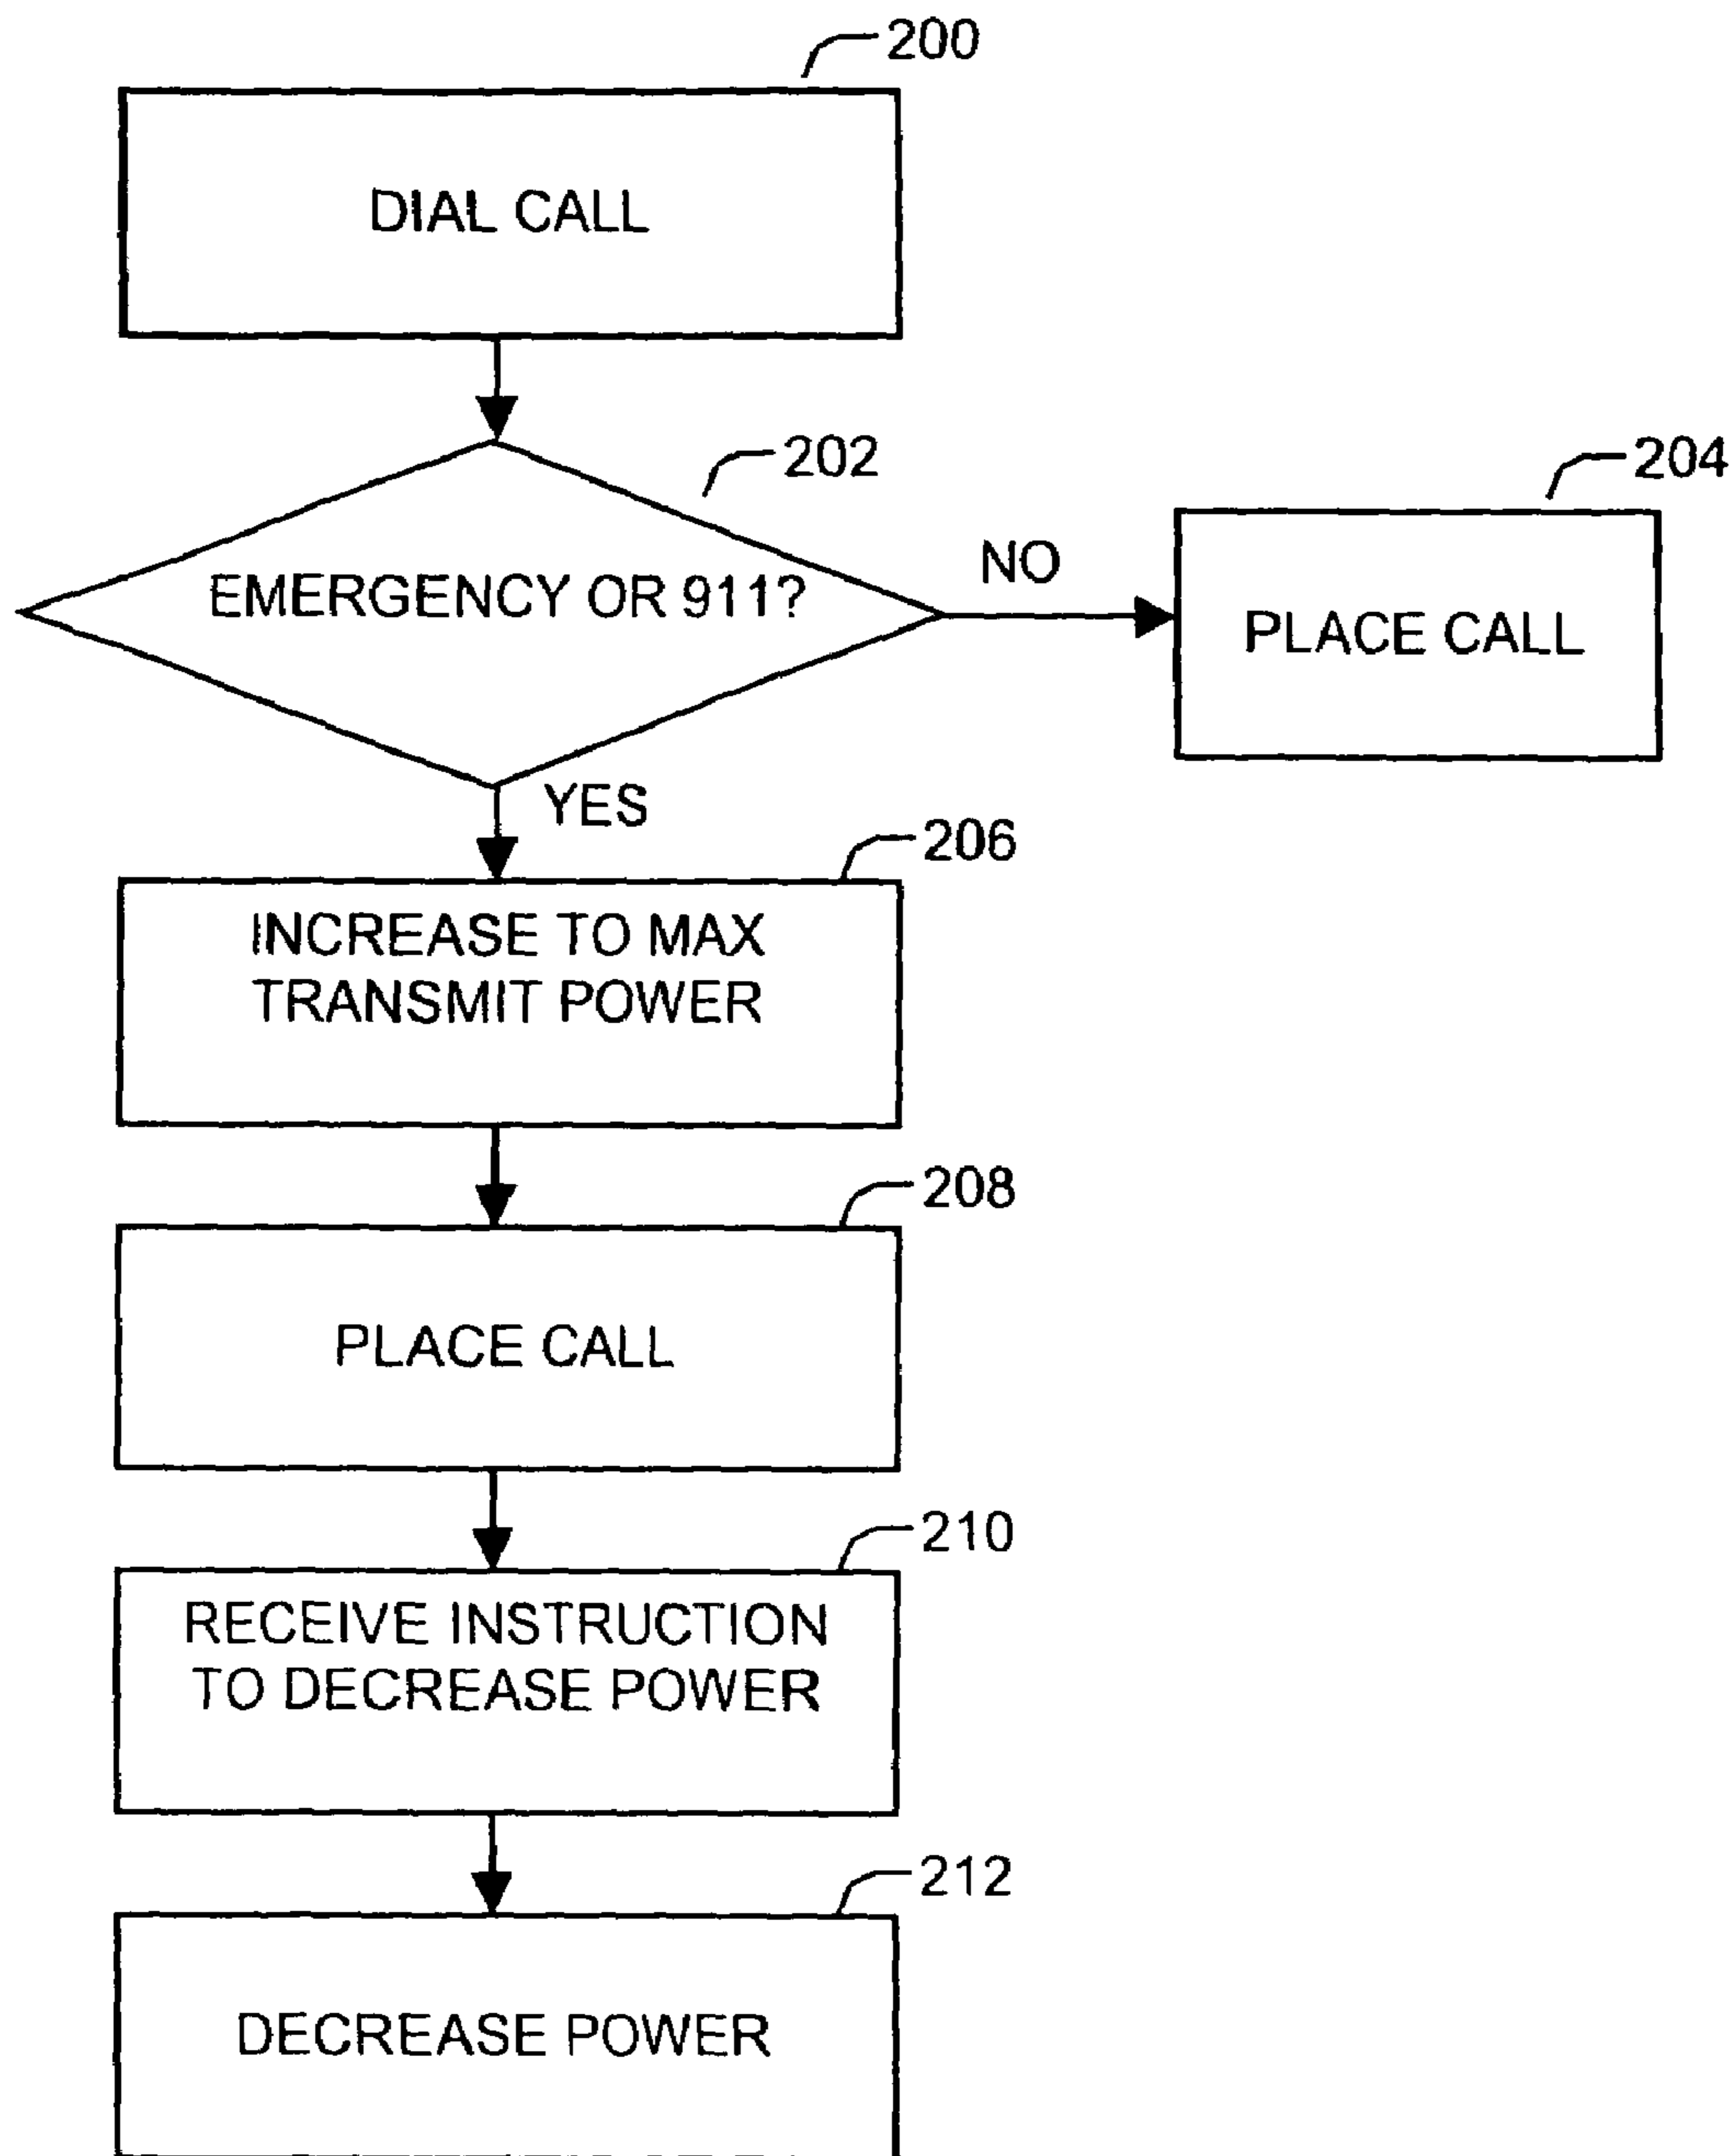 200
DIAL CALL
202
EMERGENCY OR 911?
NO
204
PLACE CALL
YES
206
INCREASE TO MAX
TRANSMIT POWER
208
PLACE CALL
210
RECEIVE INSTRUCTION
TO DECREASE POWER
212
DECREASE POWER